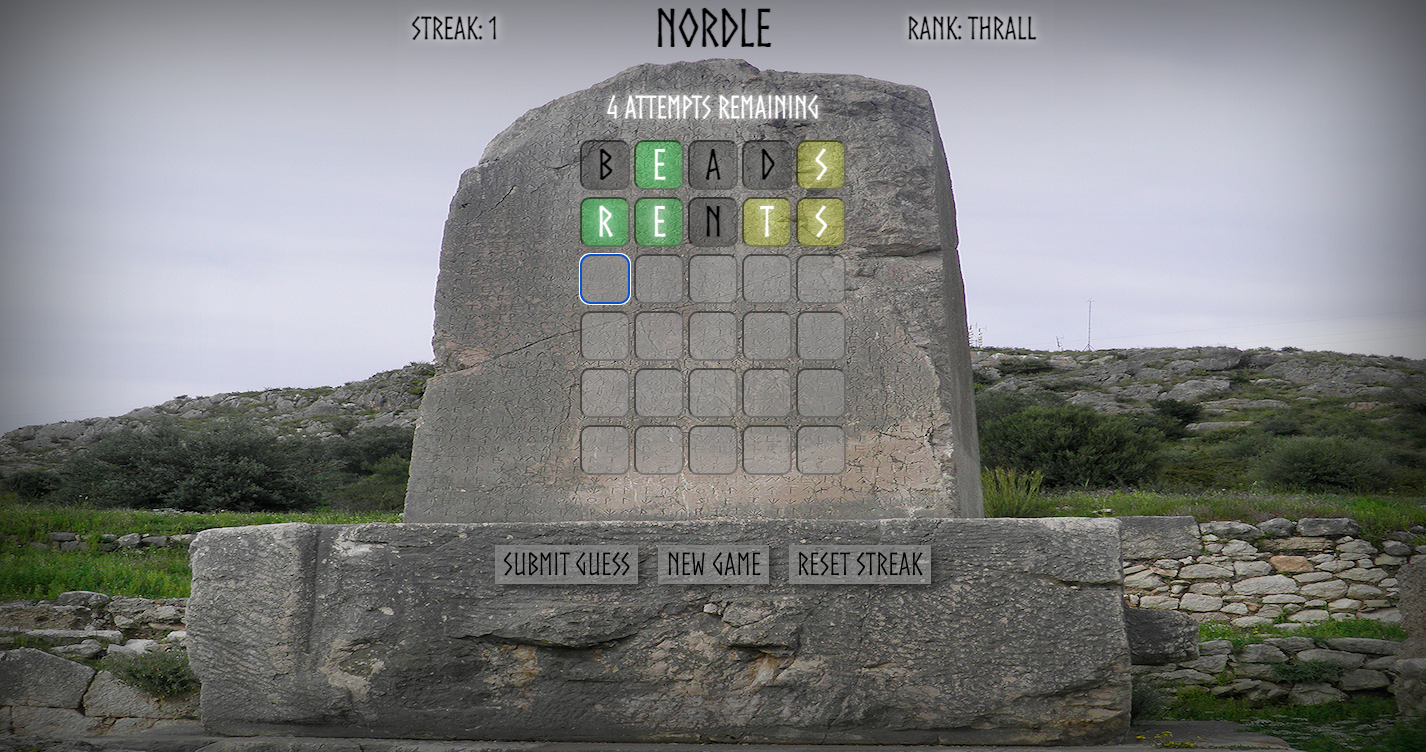 STREAK: 1
NORDLE
RANK: THRALL
4 ATTEMPTS REMAINING
B E A D S
R E N T S
SUBMIT GUESS
NEW GAME
RESET STREAK